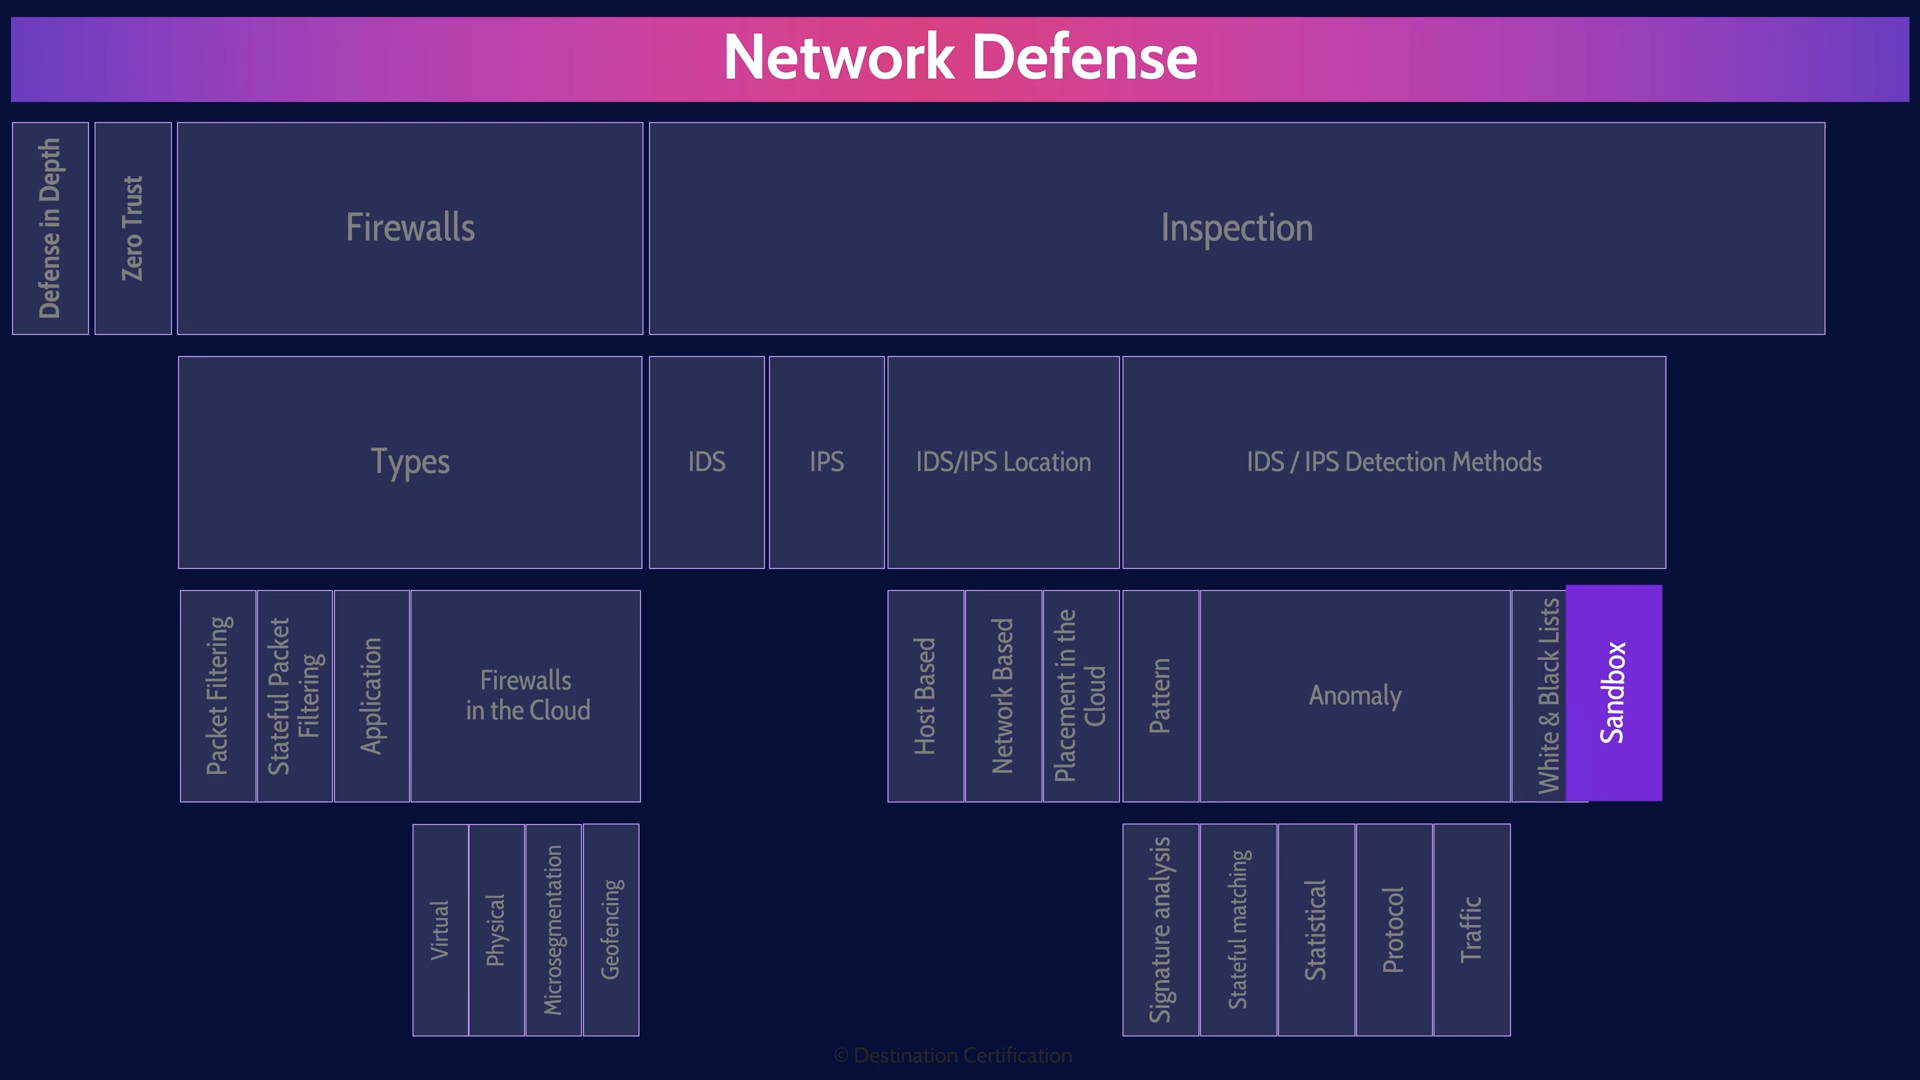 Network Defense
Defense in Depth
Zero Trust
Firewalls
Inspection
Types
IDS
IPS
IDS/IPS Location
IDS / IPS Detection Methods
Packet Filtering
Stateful Packet
Filtering
Application
Firewalls
in the Cloud
Host Based
Network Based
Placement in the
Cloud
Pattern
Anomaly
White & Black Lists
Sandbox
Virtual
Physical
Microsegmentation
Geofencing
Signature analysis
Stateful matching
Statistical
Protocol
Traffic
© Destination Certification